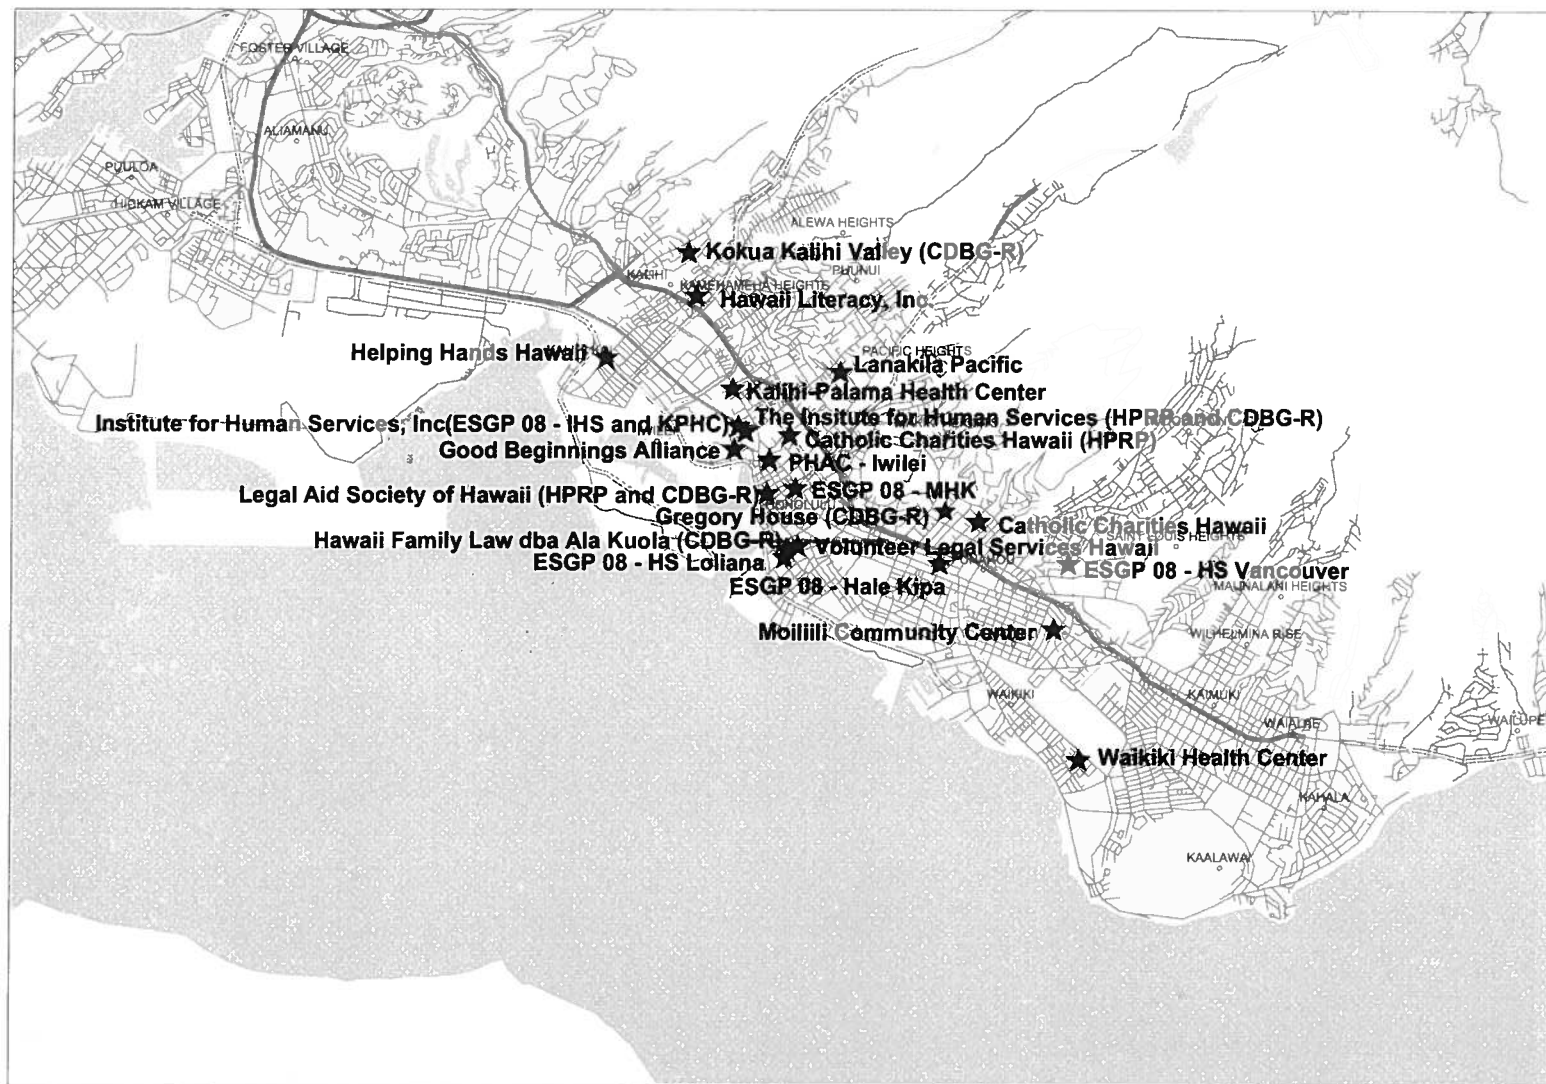 FOSTER VILLAGE
ALIAMANU
PUULOA
HICKAM VILLAGE
ALEWA HEIGHTS
Kokua Kalihi Valley (CDBG-R)
PUUNUI
KALIHI
KAMEHAMEHA HEIGHTS
Hawaii Literacy, Inc
Helping Hands Hawaii
PACIFIC HEIGHTS
Lanakila Pacific
Kalihi-Palama Health Center
The Insitute for Human Services (HPRP and CDBG-R)
Institute for Human Services, Inc(ESGP 08 - IHS and KPHC)
Catholic Charities Hawaii (HPRP)
Good Beginnings Alliance
PHAC - Iwilei
Legal Aid Society of Hawaii (HPRP and CDBG-R)
ESGP 08 - MHK
HONOLULU
Gregory House (CDBG-R)
Catholic Charities Hawaii
SAINT LOUIS HEIGHTS
Hawaii Family Law dba Ala Kuola (CDBG-R)
Volunteer Legal Services Hawaii
ESGP 08 - HS Loliana
PUNAHOU
ESGP 08 - HS Vancouver
ESGP 08 - Hale Kipa
MAUNALANI HEIGHTS
Moiliili Community Center
WILHELMINA RISE
WAIKIKI
KAIMUKI
WAIALAE
WAILUPE
Waikiki Health Center
KAHALA
KAALAWAI